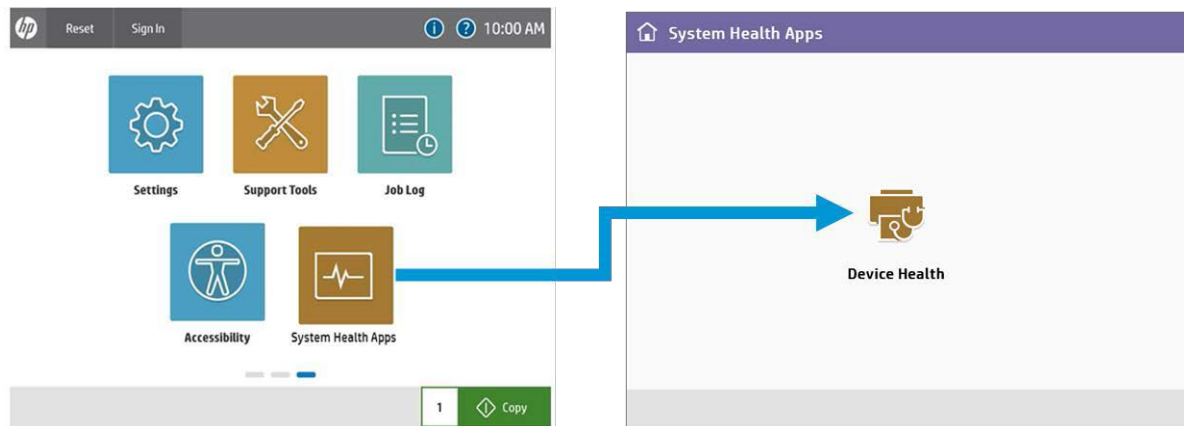 hp Reset Sign In i ? 10:00 AM
Settings Support Tools Job Log
Accessibility System Health Apps
1 Copy
System Health Apps
Device Health